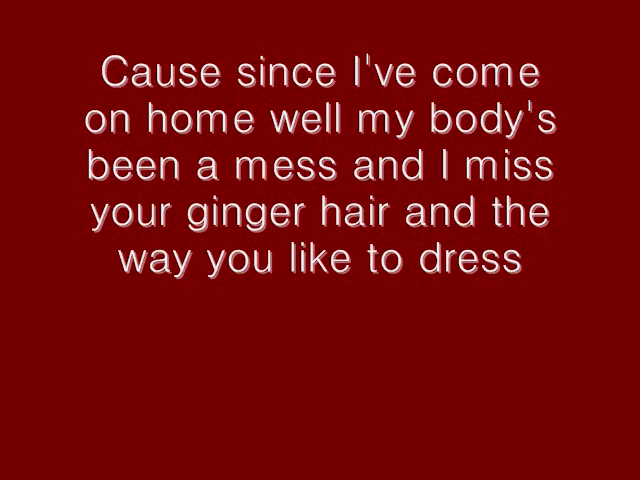 Cause since I've come
on home well my body's
been a mess and I miss
your ginger hair and the
way you like to dress